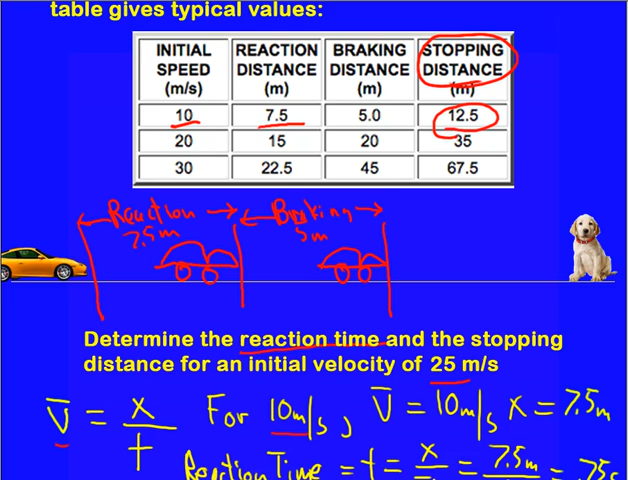 table gives typical values:
INITIAL SPEED (m/s) REACTION DISTANCE (m) BRAKING DISTANCE (m) STOPPING DISTANCE (m)
10 7.5 5.0 12.5
20 15 20 35
30 22.5 45 67.5
Reaction Braking
7.5m 5m
Determine the reaction time and the stopping
distance for an initial velocity of 25 m/s
V̅ = x/t For 10m/s, V̅ = 10m/s x = 7.5m
Reaction Time = t = x = 7.5m = .75s